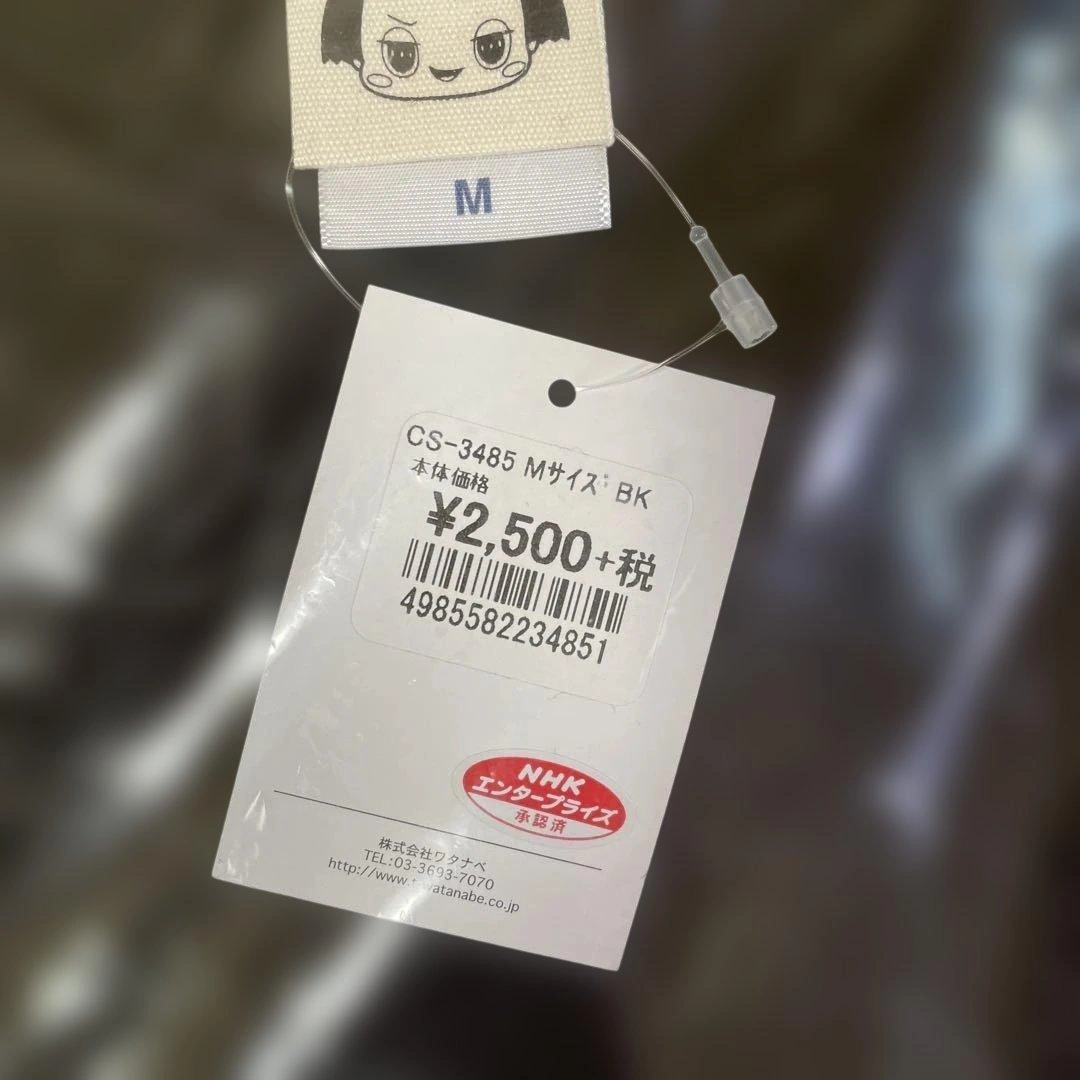 M
CS-3485 Mサイズ BK
本体価格
¥2,500+税
4985582234851
NHK
エンタープライズ
承認済
株式会社ワタナベ
TEL:03-3693-7070